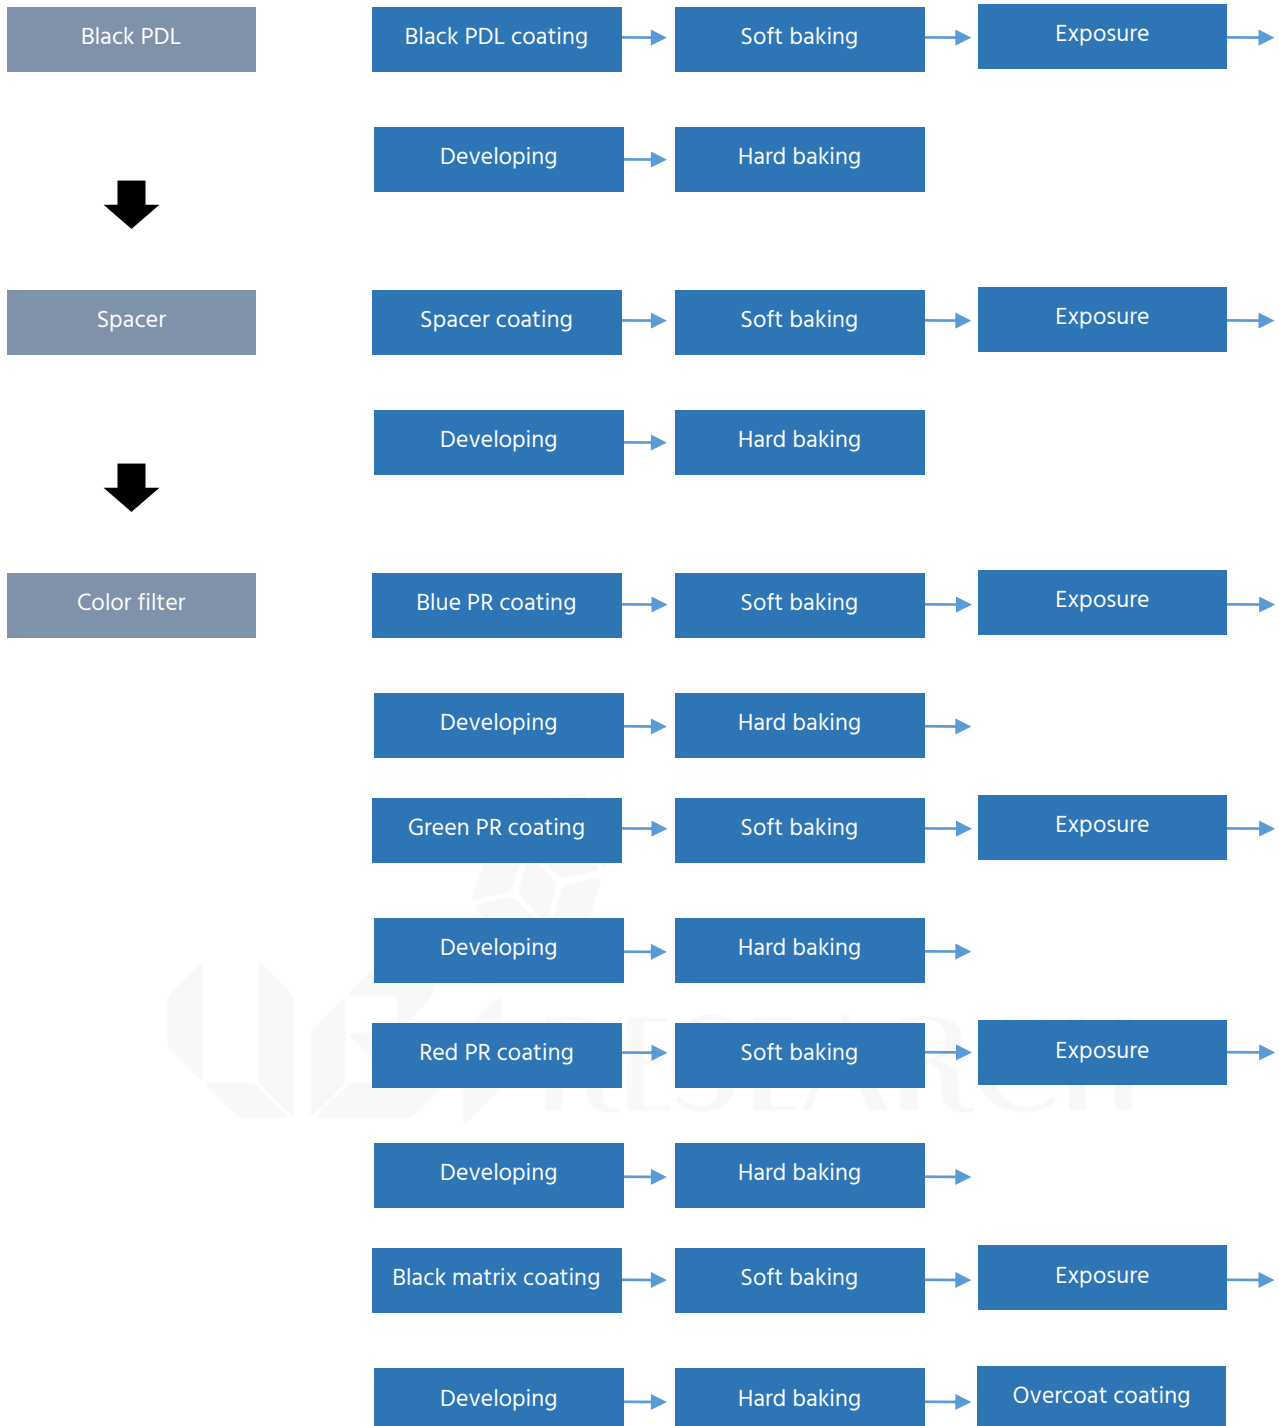 Black PDL
Black PDL coating
Soft baking
Exposure
Developing
Hard baking
Spacer
Spacer coating
Soft baking
Exposure
Developing
Hard baking
Color filter
Blue PR coating
Soft baking
Exposure
Developing
Hard baking
Green PR coating
Soft baking
Exposure
Developing
Hard baking
Red PR coating
Soft baking
Exposure
RESEARCH
Developing
Hard baking
Black matrix coating
Soft baking
Exposure
Developing
Hard baking
Overcoat coating